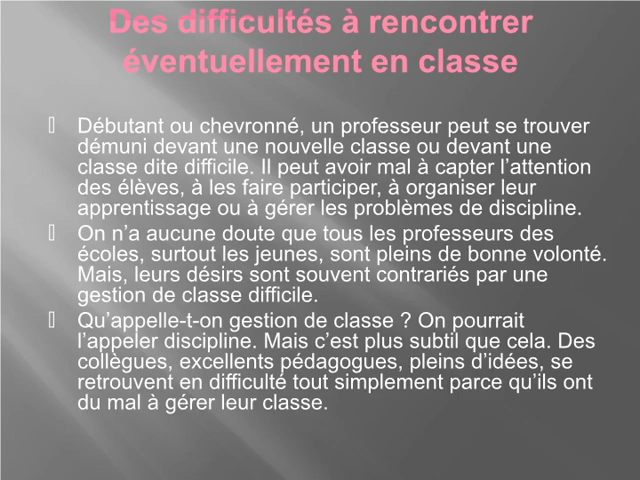 Des difficultés à rencontrer
éventuellement en classe
Débutant ou chevronné, un professeur peut se trouver
démuni devant une nouvelle classe ou devant une
classe dite difficile. Il peut avoir mal à capter l’attention
des élèves, à les faire participer, à organiser leur
apprentissage ou à gérer les problèmes de discipline.
On n’a aucune doute que tous les professeurs des
écoles, surtout les jeunes, sont pleins de bonne volonté.
Mais, leurs désirs sont souvent contrariés par une
gestion de classe difficile.
Qu’appelle-t-on gestion de classe ? On pourrait
l’appeler discipline. Mais c’est plus subtil que cela. Des
collègues, excellents pédagogues, pleins d’idées, se
retrouvent en difficulté tout simplement parce qu’ils ont
du mal à gérer leur classe.